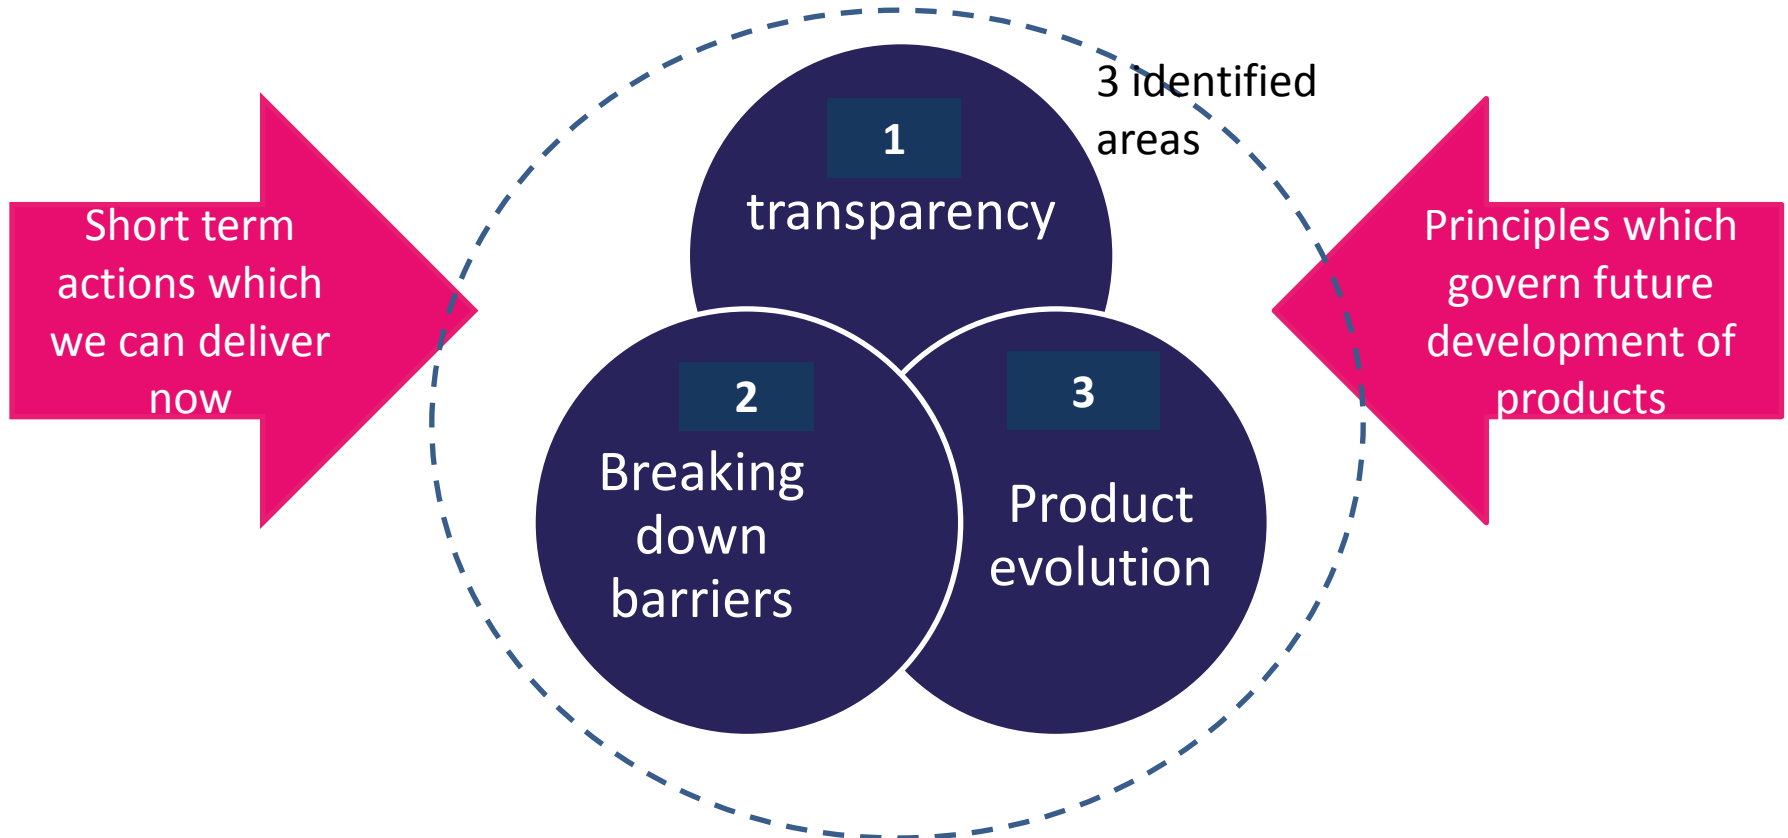 3 identified
areas
1
transparency
Short term
actions which
we can deliver
now
Principles which
govern future
development of
products
2
Breaking
down
barriers
3
Product
evolution